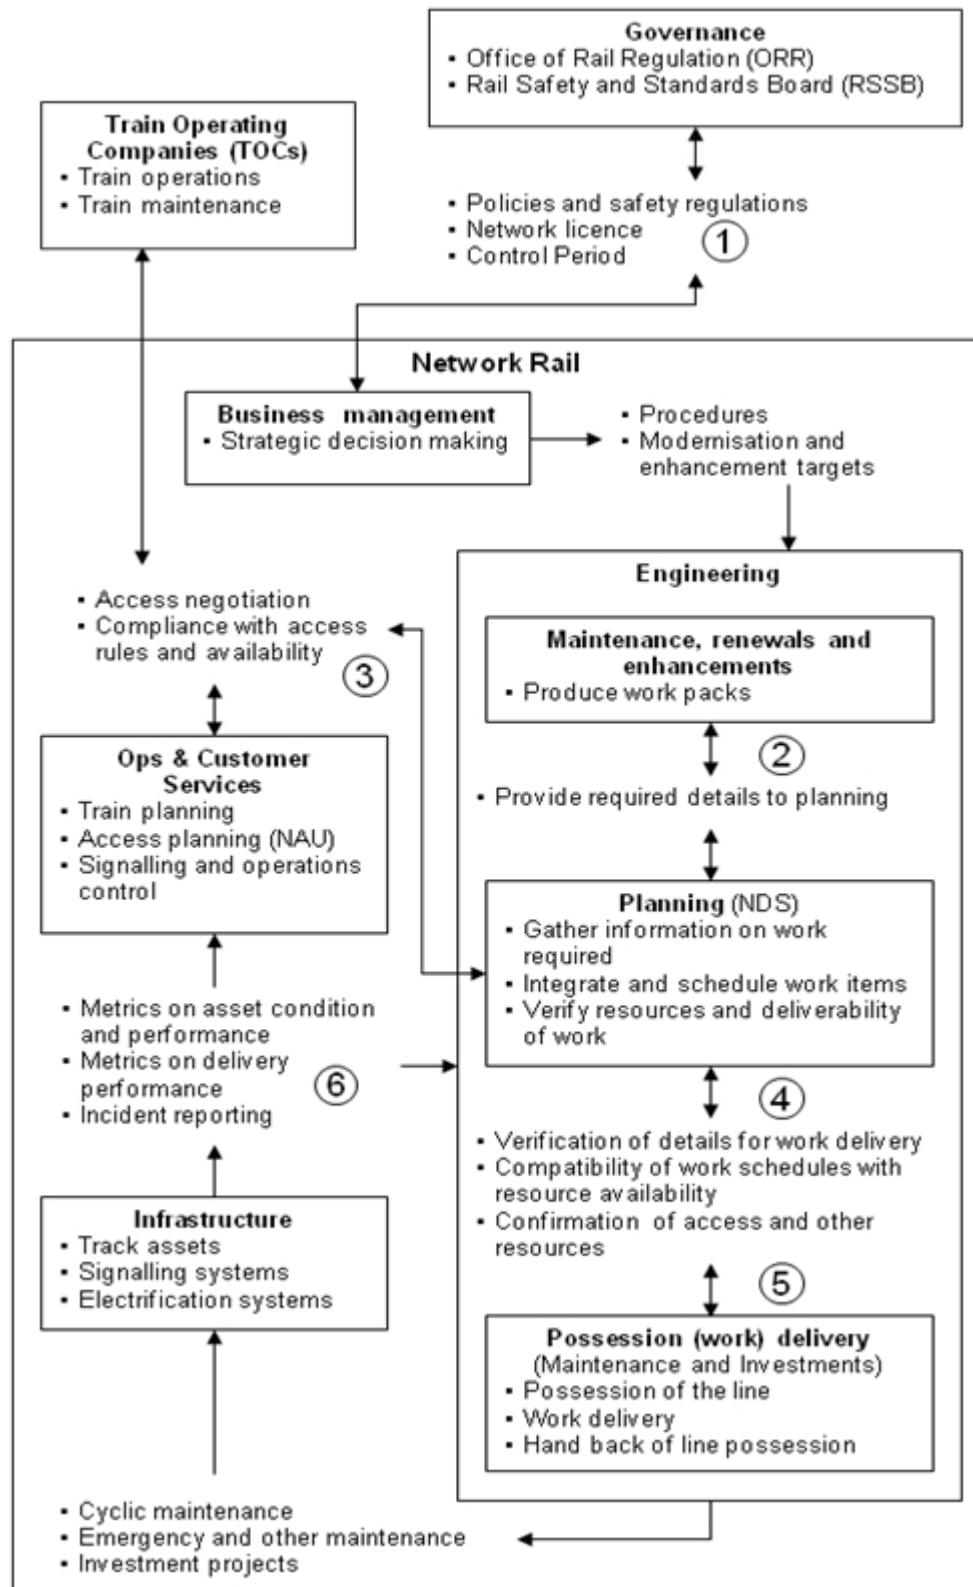 Governance
▪ Office of Rail Regulation (ORR)
▪ Rail Safety and Standards Board (RSSB)
Train Operating
Companies (TOCs)
▪ Train operations
▪ Train maintenance
▪ Policies and safety regulations
▪ Network licence
▪ Control Period
1
Network Rail
Business management
▪ Strategic decision making
▪ Procedures
▪ Modernisation and
enhancement targets
Engineering
▪ Access negotiation
▪ Compliance with access
rules and availability
3
Maintenance, renewals and
enhancements
▪ Produce work packs
2
▪ Provide required details to planning
Ops & Customer
Services
▪ Train planning
▪ Access planning (NAU)
▪ Signalling and operations
control
Planning (NDS)
▪ Gather information on work
required
▪ Integrate and schedule work items
▪ Verify resources and deliverability
of work
▪ Metrics on asset condition
and performance
▪ Metrics on delivery
performance
▪ Incident reporting
6
4
▪ Verification of details for work delivery
▪ Compatibility of work schedules with
resource availability
▪ Confirmation of access and other
resources
5
Infrastructure
▪ Track assets
▪ Signalling systems
▪ Electrification systems
Possession (work) delivery
(Maintenance and Investments)
▪ Possession of the line
▪ Work delivery
▪ Hand back of line possession
▪ Cyclic maintenance
▪ Emergency and other maintenance
▪ Investment projects